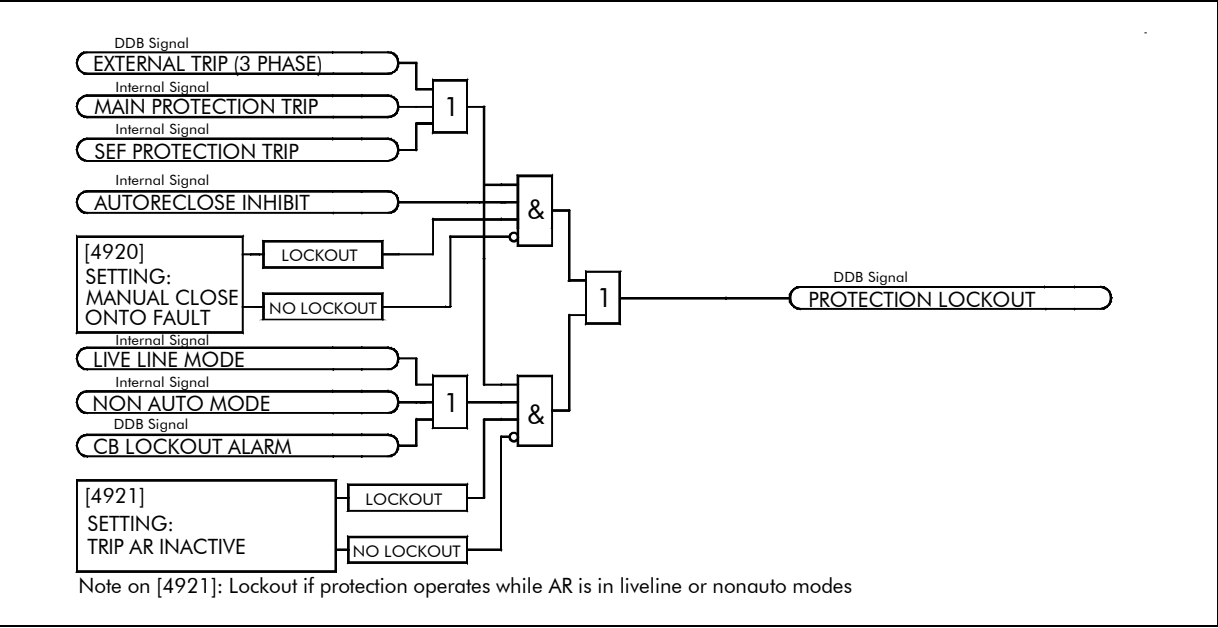 DDB Signal
EXTERNAL TRIP (3 PHASE)
Internal Signal
MAIN PROTECTION TRIP
1
Internal Signal
SEF PROTECTION TRIP
Internal Signal
AUTORECLOSE INHIBIT
&
[4920]
SETTING:
MANUAL CLOSE
ONTO FAULT
LOCKOUT
NO LOCKOUT
1
DDB Signal
PROTECTION LOCKOUT
Internal Signal
LIVE LINE MODE
Internal Signal
NON AUTO MODE
1
&
DDB Signal
CB LOCKOUT ALARM
[4921]
SETTING:
TRIP AR INACTIVE
LOCKOUT
NO LOCKOUT
Note on [4921]: Lockout if protection operates while AR is in liveline or nonauto modes